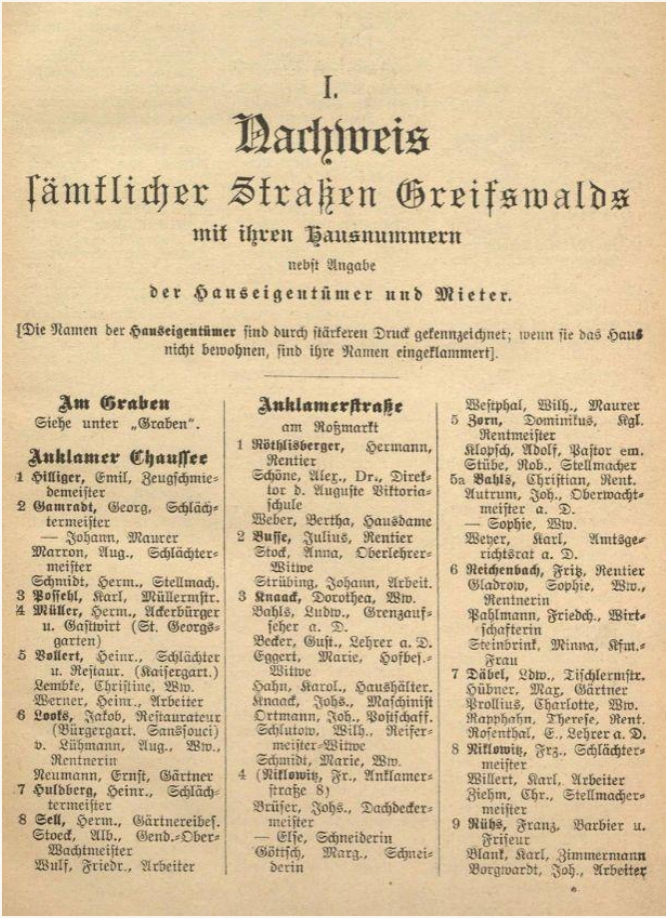 I.
Nachweis
sämtlicher Straßen Greifswalds
mit ihren Hausnummern
nebst Angabe
der Hauseigentümer und Mieter.
[Die Namen der Hauseigentümer sind durch stärkeren Druck gekennzeichnet; wenn sie das Haus
nicht bewohnen, sind ihre Namen eingeklammert].
Am Graben
Siehe unter „Graben".
Anklamer Chaussee
1 Hilliger, Emil, Zeugschmie-
demeister
2 Gamradt, Georg, Schläch-
termeister
— Johann, Maurer
Marron, Aug., Schlächter-
meister
Schmidt, Herm., Stellmach.
3 Possehl, Karl, Müllermstr.
4 Müller, Herm., Ackerbürger
u. Gastwirt (St. Georgs-
garten)
5 Vollert, Heinr., Schlächter
u. Restaur. (Kaisergart.)
Lembke, Christine, Ww.
Werner, Heinr., Arbeiter
6 Looks, Jakob, Restaurateur
(Bürgergart. Sanssouci)
v. Lühmann, Aug., Ww.,
Rentnerin
Neumann, Ernst, Gärtner
7 Huldberg, Heinr., Schläch-
termeister
8 Sell, Herm., Gärtnereibes.
Stoeck, Alb., Gend.-Ober-
Wachtmeister
Wulf, Friedr., Arbeiter
Anklamerstraße
am Roßmarkt
1 Röthlisberger, Hermann,
Rentier
Schöne, Alex., Dr., Direk-
tor d. Auguste Viktoria-
schule
Weber, Bertha, Hausdame
2 Busse, Julius, Rentier
Stock, Anna, Oberlehrer-
Witwe
Strübing, Johann, Arbeit.
3 Knaack, Dorothea, Ww.
Bahls, Ludw., Grenzauf-
seher a. D.
Becker, Gust., Lehrer a. D.
Eggert, Marie, Hofbes.-
Witwe
Hahn, Karol., Haushälter.
Knaack, Johs., Maschinist
Ortmann, Joh., Postschaff.
Schlutow, Wilh., Reifer-
meister-Witwe
Schmidt, Marie, Ww.
4 (Niklowitz, Fr., Anklamer-
straße 8)
Brüser, Johs., Dachdecker-
meister
— Else, Schneiderin
Göttsch, Marg., Schnei-
derin
Westphal, Wilh., Maurer
5 Zorn, Dominikus, Kgl.
Rentmeister
Klopsch, Adolf, Pastor em.
Stübe, Rob., Stellmacher
5a Bahls, Christian, Rent.
Autrum, Joh., Oberwacht-
meister a. D.
— Sophie, Ww.
Weyer, Karl, Amtsge-
richtsrat a. D.
6 Reichenbach, Fritz, Rentier
Gladrow, Sophie, Ww.,
Rentnerin
Pahlmann, Friedch., Wirt-
schafterin
Steinbrink, Minna, Kfm.-
Frau
7 Däbel, Ldw., Tischlermstr.
Hübner, Max, Gärtner
Prollius, Charlotte, Ww.
Rapphahn, Therese, Rent.
Rosenthal, E., Lehrer a. D.
8 Niklowitz, Frz., Schlächter-
meister
Willert, Karl, Arbeiter
Ziehm, Chr., Stellmacher-
meister
9 Rühs, Franz, Barbier u.
Friseur
Blank, Karl, Zimmermann
Borgwardt, Joh., Arbeiter